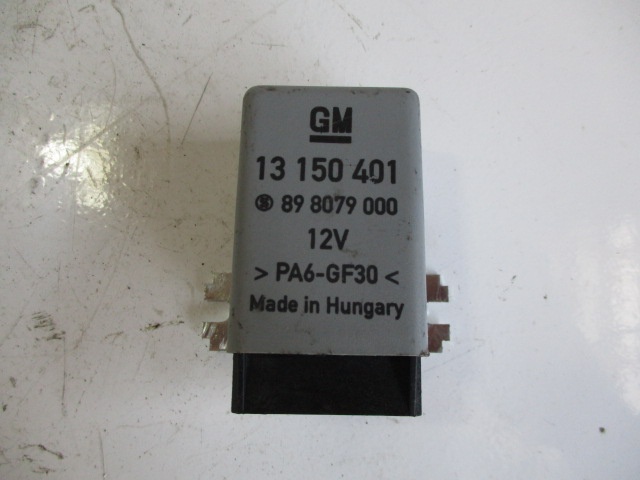 GM
13 150 401
89 8079 000
12V
> PA6-GF30 <
Made in Hungary